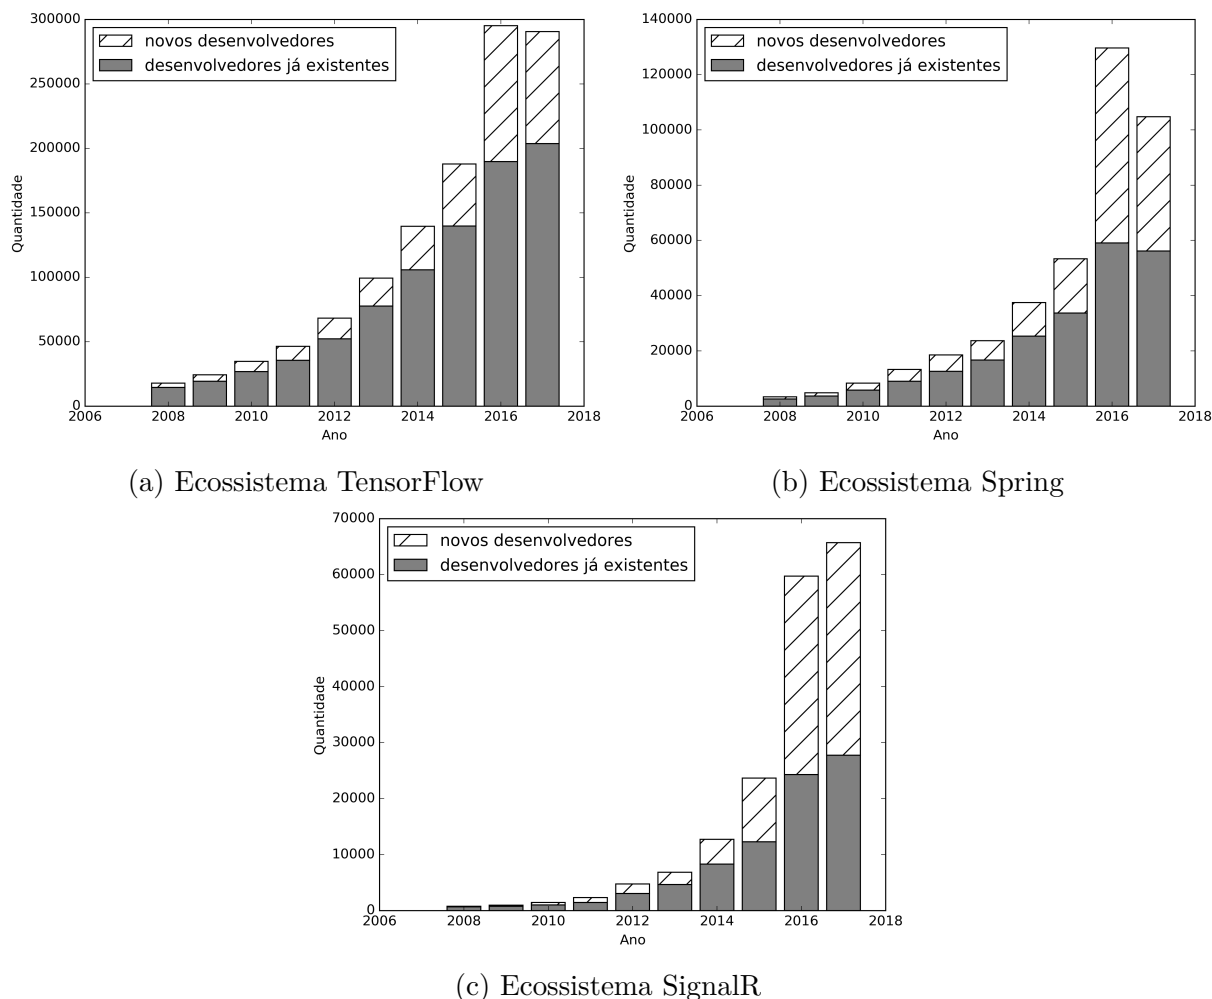 300000
250000
200000
150000
100000
50000
0
Quantidade
novos desenvolvedores
desenvolvedores já existentes
2006 2008 2010 2012 2014 2016 2018
Ano
(a) Ecossistema TensorFlow
140000
120000
100000
80000
60000
40000
20000
0
Quantidade
novos desenvolvedores
desenvolvedores já existentes
2006 2008 2010 2012 2014 2016 2018
Ano
(b) Ecossistema Spring
70000
60000
50000
40000
30000
20000
10000
0
Quantidade
novos desenvolvedores
desenvolvedores já existentes
2006 2008 2010 2012 2014 2016 2018
Ano
(c) Ecossistema SignalR